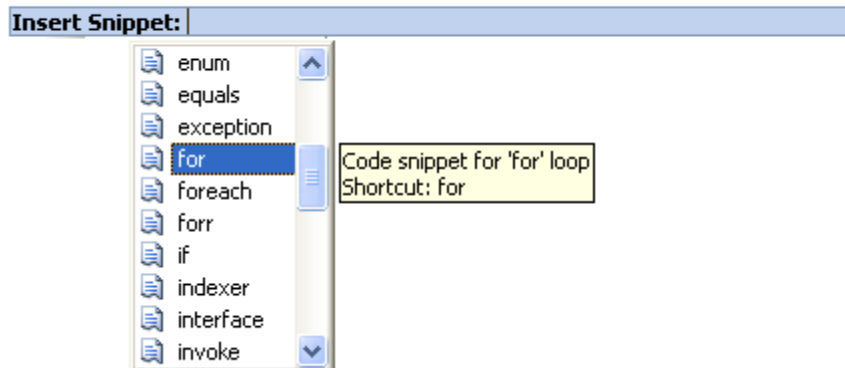 Insert Snippet:
enum
equals
exception
for
Code snippet for 'for' loop
Shortcut: for
foreach
forr
if
indexer
interface
invoke